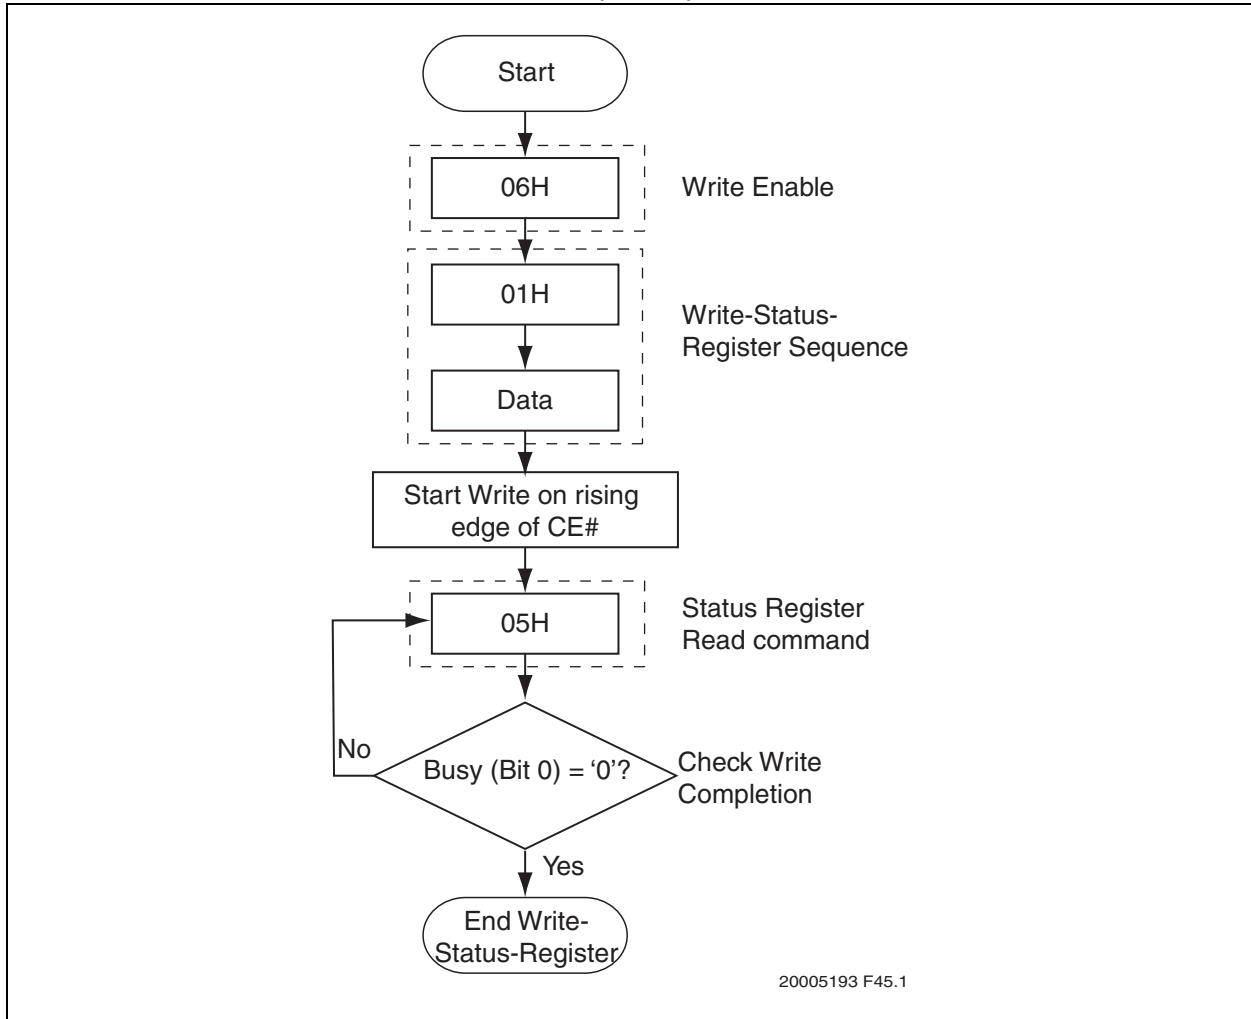 Start
06H
Write Enable
01H
Write-Status-
Register Sequence
Data
Start Write on rising
edge of CE#
05H
Status Register
Read command
No
Busy (Bit 0) = ‘0’?
Check Write
Completion
Yes
End Write-
Status-Register
20005193 F45.1